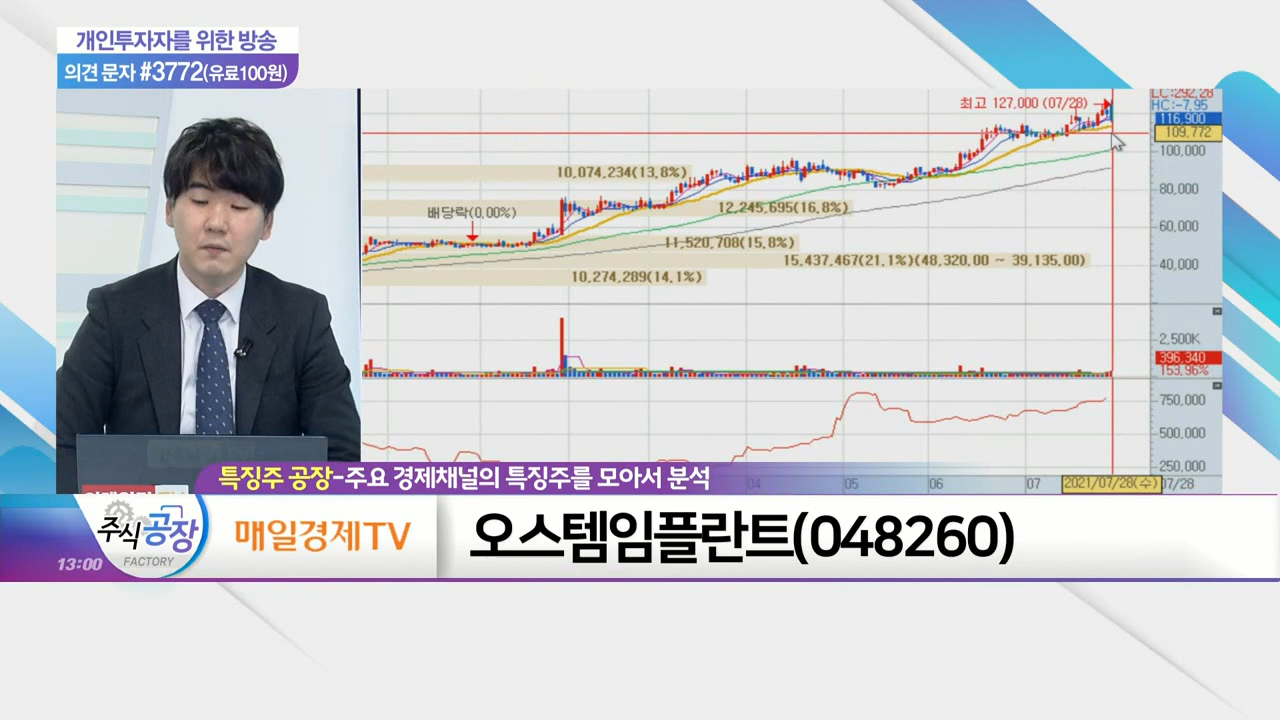 개인투자자를 위한 방송
의견 문자 #3772(유료100원)
최고 127,000 (07/28) →
LC:292.28
HC:-7.95
116,900
109,772
100,000
80,000
60,000
40,000
10,074,234(13.8%)
배당락(0.00%)
12,245,695(16.8%)
11,520,708(15.8%)
15,437,467(21.1%)(48,320.00 ~ 39,135.00)
10,274,289(14.1%)
2,500K
396,340
153.96%
750,000
500,000
250,000
04
05
06
07
2021/07/28(수)
07/28
특징주 공장-주요 경제채널의 특징주를 모아서 분석
주식공장
FACTORY
13:00
매일경제TV
오스템임플란트(048260)